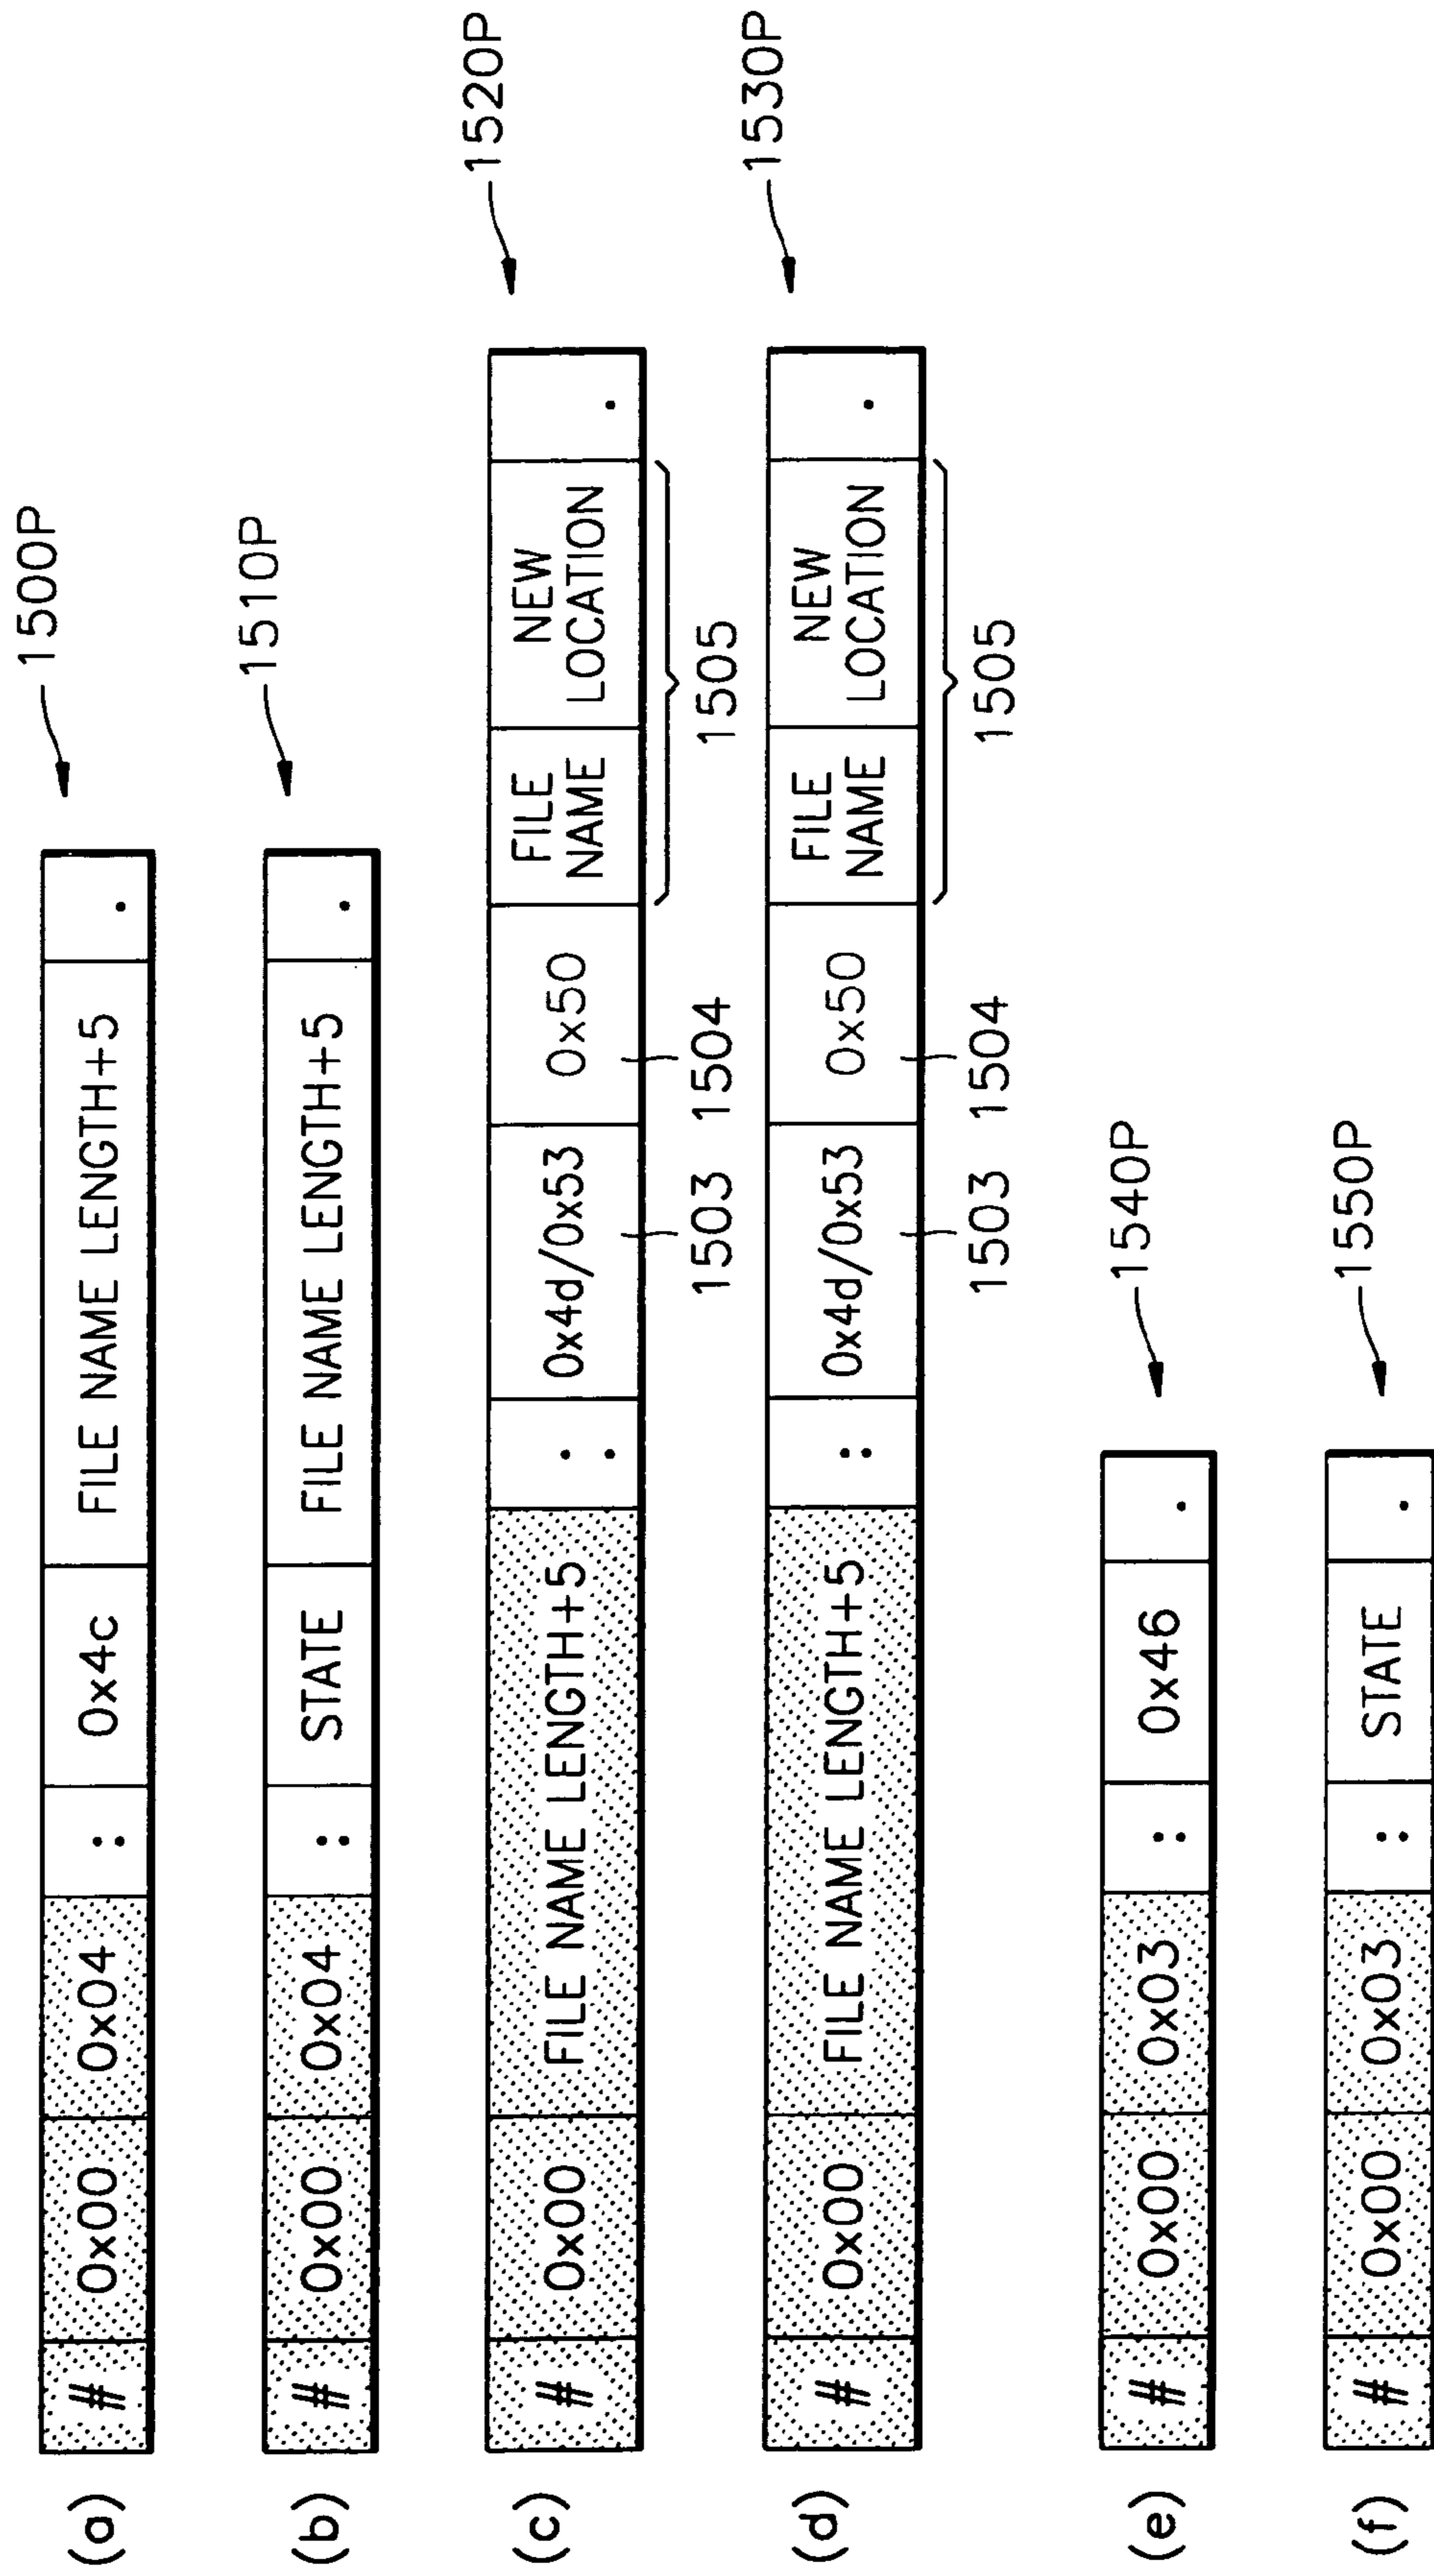 (a) # 0x00 0x04 : 0x4c FILE NAME LENGTH+5 . 1500P
(b) # 0x00 0x04 : STATE FILE NAME LENGTH+5 . 1510P
(c) # 0x00 FILE NAME LENGTH+5 : 0x4d/0x53 0x50 FILE NAME NEW LOCATION . 1520P
1503 1504 1505
(d) # 0x00 FILE NAME LENGTH+5 : 0x4d/0x53 0x50 FILE NAME NEW LOCATION . 1530P
1503 1504 1505
(e) # 0x00 0x03 : 0x46 . 1540P
(f) # 0x00 0x03 : STATE . 1550P